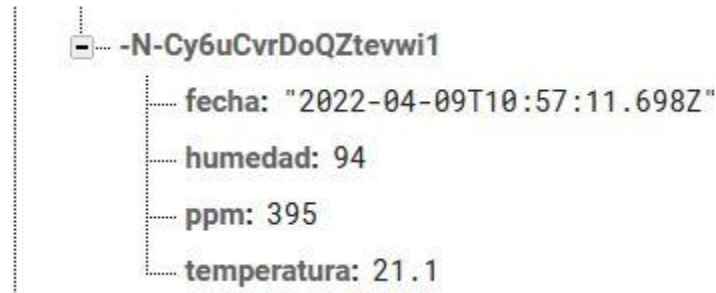 -N-Cy6uCvrDoQZtevwi1
fecha: "2022-04-09T10:57:11.698Z"
humedad: 94
ppm: 395
temperatura: 21.1